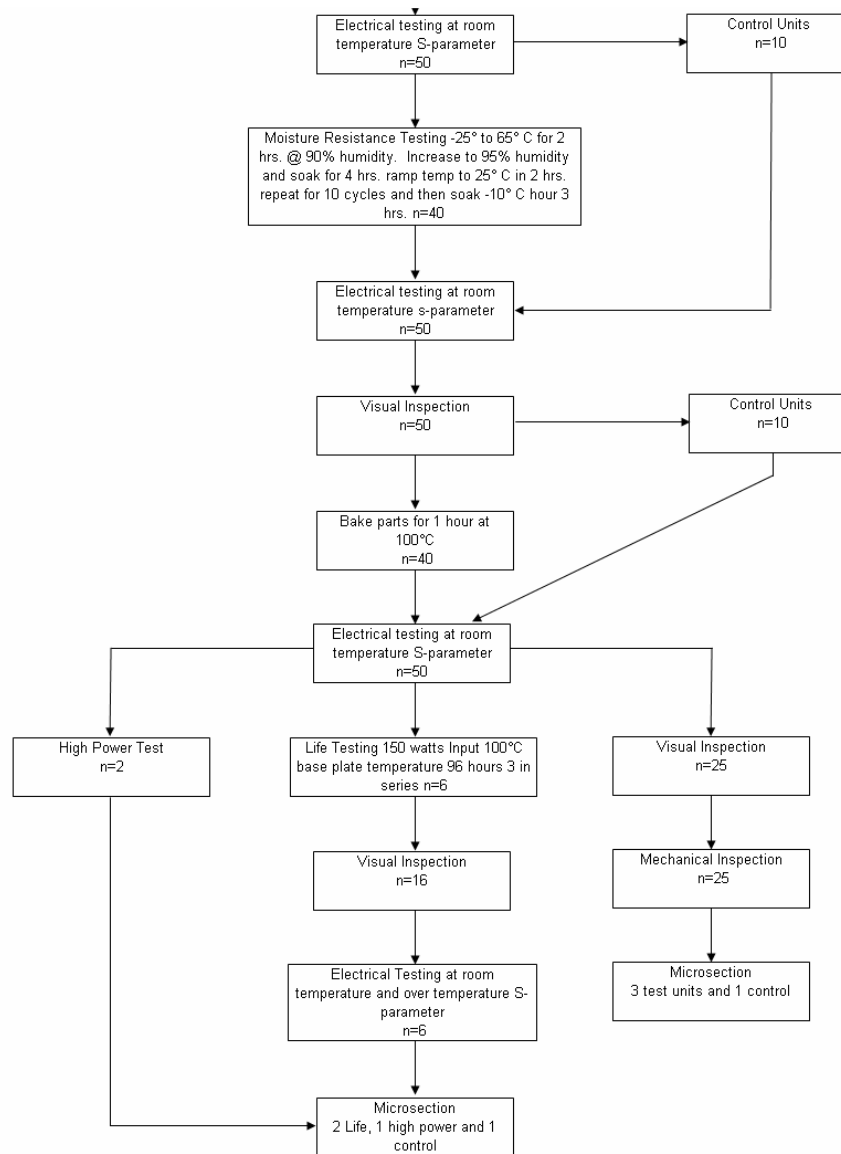 Electrical testing at room
temperature S-parameter
n=50
Control Units
n=10
Moisture Resistance Testing -25° to 65° C for 2
hrs. @ 90% humidity.  Increase to 95% humidity
and soak for 4 hrs. ramp temp to 25° C in 2 hrs.
repeat for 10 cycles and then soak -10° C hour 3
hrs. n=40
Electrical testing at room
temperature s-parameter
n=50
Visual Inspection
n=50
Control Units
n=10
Bake parts for 1 hour at
100°C
n=40
Electrical testing at room
temperature S-parameter
n=50
High Power Test
n=2
Life Testing 150 watts Input 100°C
base plate temperature 96 hours 3 in
series n=6
Visual Inspection
n=25
Visual Inspection
n=16
Mechanical Inspection
n=25
Electrical Testing at room
temperature and over temperature S-
parameter
n=6
Microsection
3 test units and 1 control
Microsection
2 Life, 1 high power and 1
control